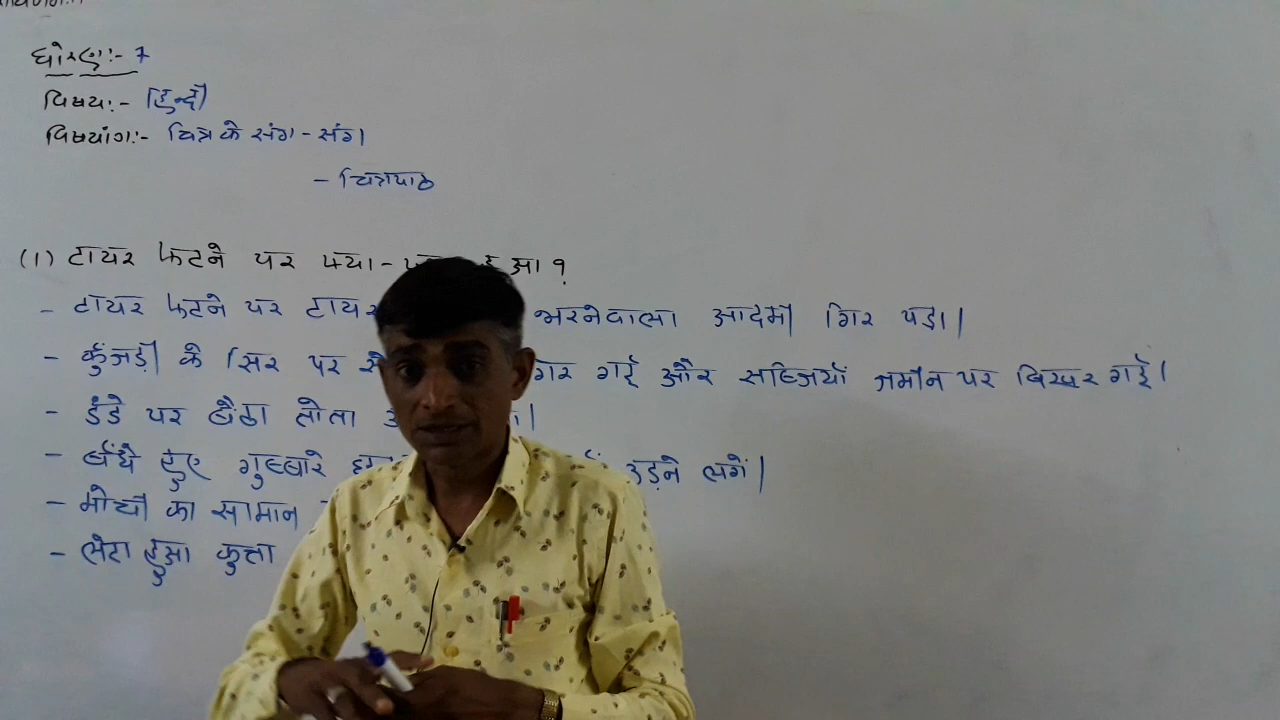 धोरण:- 7
विषय:- हिन्दी
विषयांग:- चित्र के संग - संग
- चित्रपाठ
(1) टायर फटने पर क्या - आ ?
- टायर फटने पर टायर भरनेवाला आदमी गिर पड़ा।
- कुंजड़ी के सिर पर से गिर गई और सब्जियाँ जमीन पर बिखर गई।
- डंडे पर बैठा तोता
- बँधे हुए गुब्बारे उड़ने लगें।
- मोची का सामान
- लेटा हुआ कुत्ता